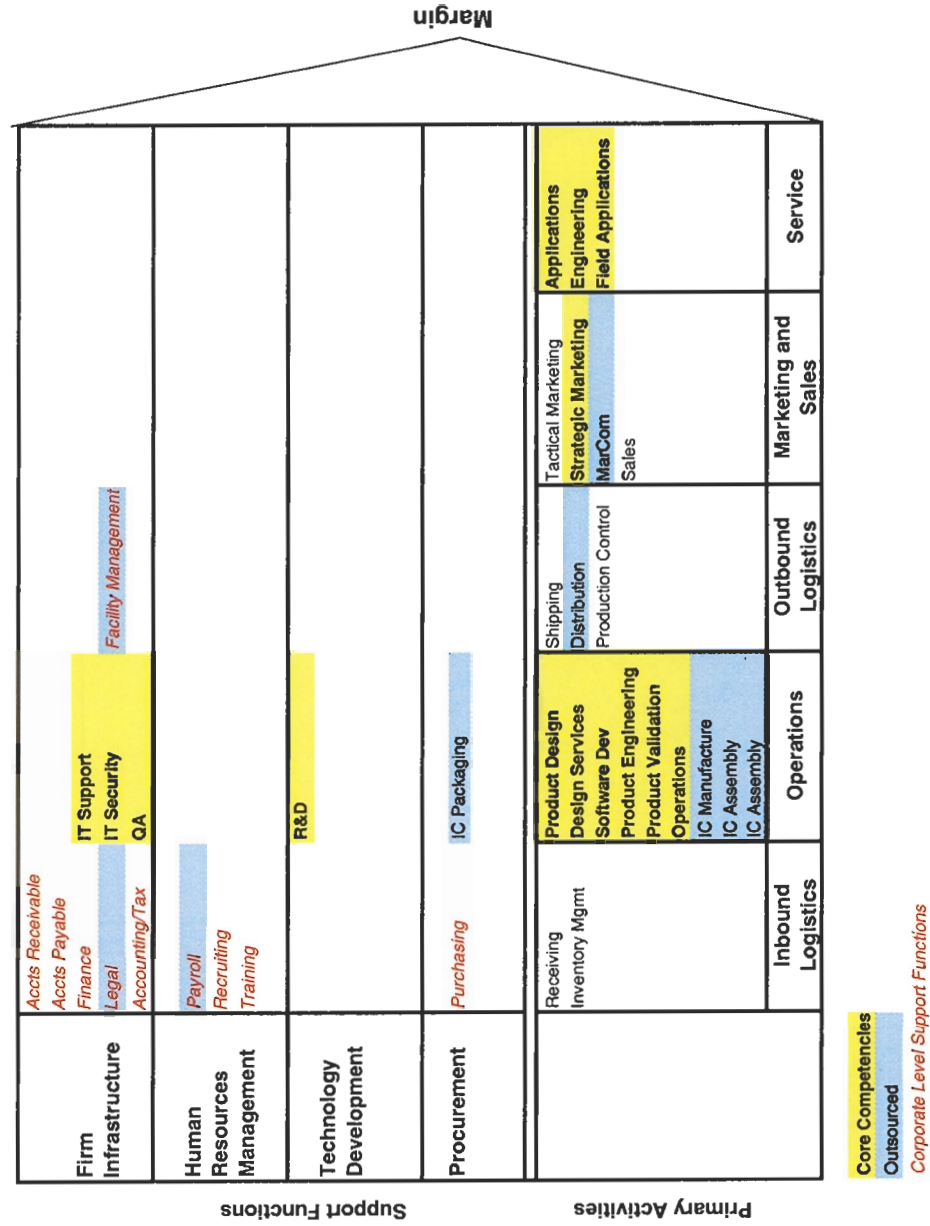 Support Functions
Firm
Infrastructure
Accts Receivable
Accts Payable
Finance
Legal
Accounting/Tax
IT Support
IT Security
QA
Facility Management
Human
Resources
Management
Payroll
Recruiting
Training
Technology
Development
R&D
Procurement
Purchasing
IC Packaging
Margin
Primary Activities
Receiving
Inventory Mgmt
Product Design
Design Services
Software Dev
Product Engineering
Product Validation
Operations
IC Manufacture
IC Assembly
IC Assembly
Shipping
Distribution
Production Control
Tactical Marketing
Strategic Marketing
MarCom
Sales
Applications
Engineering
Field Applications
Inbound
Logistics
Operations
Outbound
Logistics
Marketing and
Sales
Service
Core Competencies
Outsourced
Corporate Level Support Functions